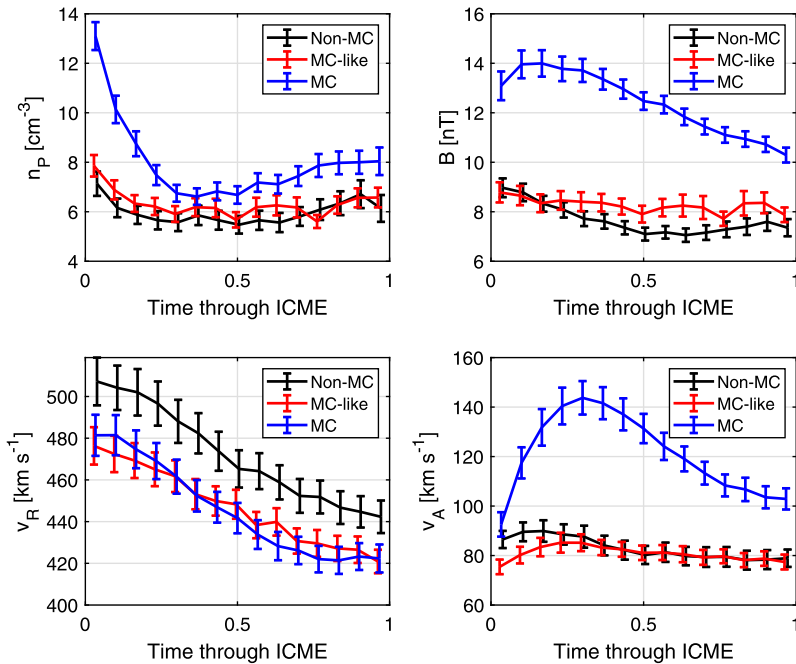 14
12
10
8
6
4
n_P [cm⁻³]
Non-MC
MC-like
MC
0
0.5
1
Time through ICME
16
14
12
10
8
6
B [nT]
Non-MC
MC-like
MC
0
0.5
1
Time through ICME
500
480
460
440
420
400
v_R [km s⁻¹]
Non-MC
MC-like
MC
0
0.5
1
Time through ICME
160
140
120
100
80
60
v_A [km s⁻¹]
Non-MC
MC-like
MC
0
0.5
1
Time through ICME